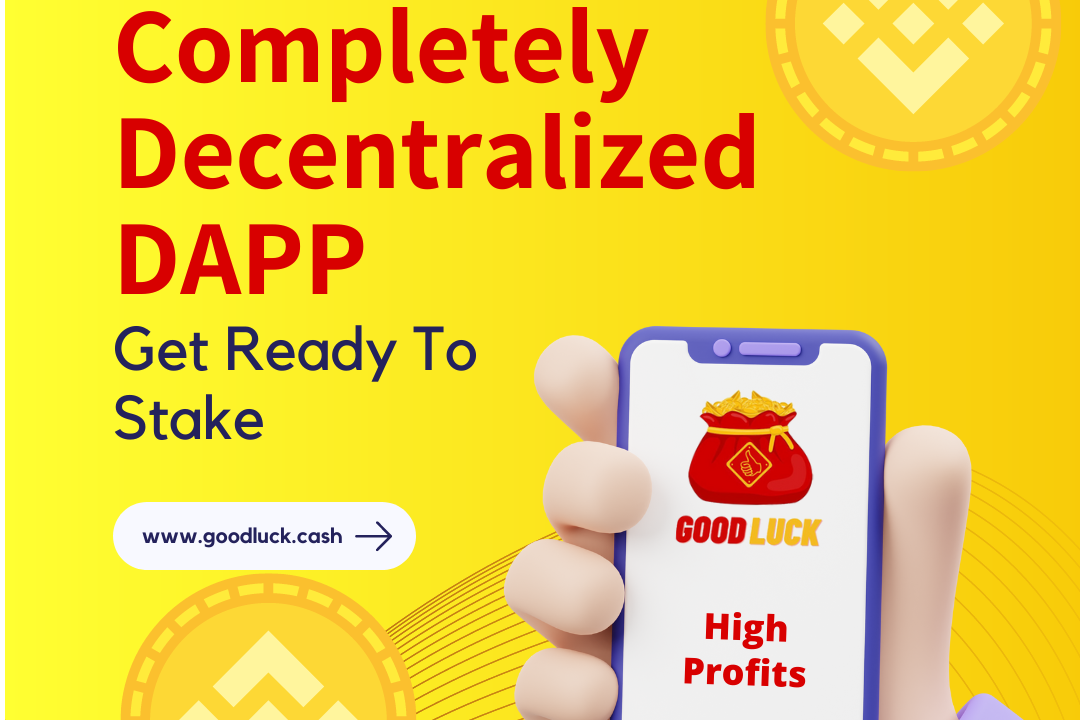 Completely
Decentralized
DAPP
Get Ready To
Stake
www.goodluck.cash
GOOD LUCK
High
Profits